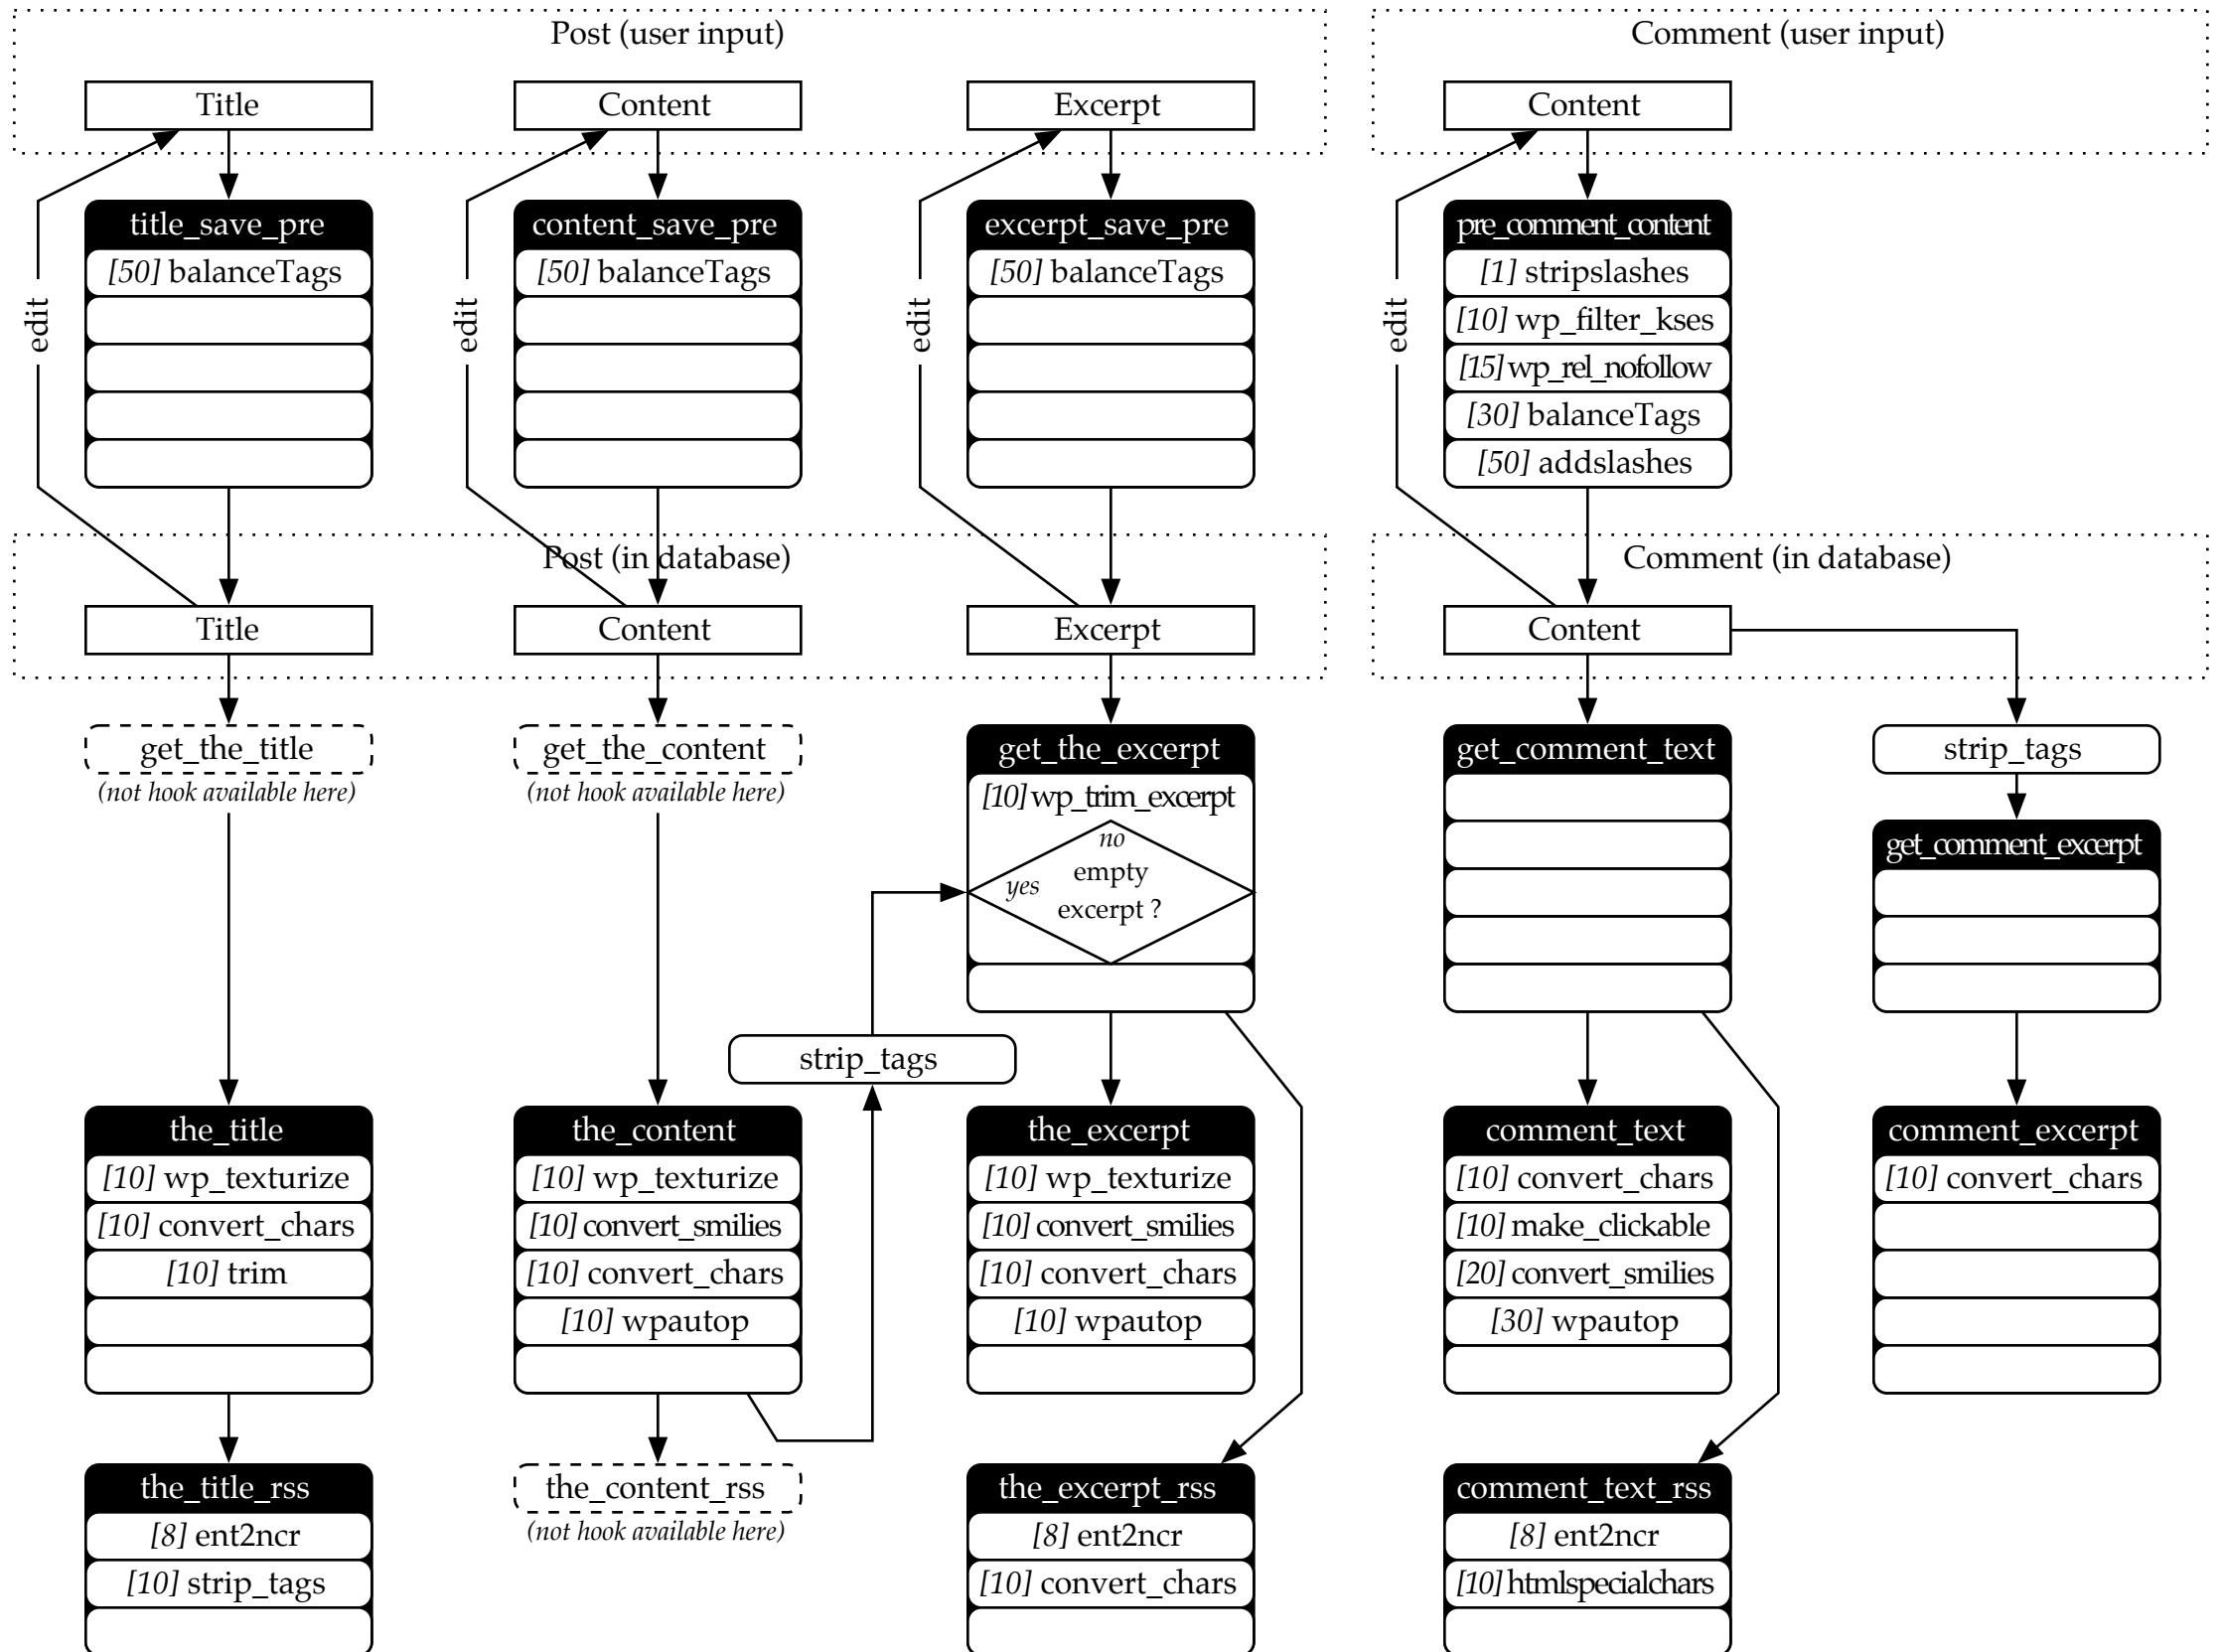 Post (user input)
Comment (user input)
Title
Content
Excerpt
Content
title_save_pre
content_save_pre
excerpt_save_pre
pre_comment_content
[50] balanceTags
[50] balanceTags
[50] balanceTags
[1] stripslashes
[10] wp_filter_kses
[15] wp_rel_nofollow
[30] balanceTags
[50] addslashes
edit
edit
edit
edit
Post (in database)
Comment (in database)
Title
Content
Excerpt
Content
get_the_title
(not hook available here)
get_the_content
(not hook available here)
get_the_excerpt
[10] wp_trim_excerpt
no
yes
empty
excerpt ?
get_comment_text
strip_tags
get_comment_excerpt
strip_tags
the_title
[10] wp_texturize
[10] convert_chars
[10] trim
the_content
[10] wp_texturize
[10] convert_smilies
[10] convert_chars
[10] wpautop
the_excerpt
[10] wp_texturize
[10] convert_smilies
[10] convert_chars
[10] wpautop
comment_text
[10] convert_chars
[10] make_clickable
[20] convert_smilies
[30] wpautop
comment_excerpt
[10] convert_chars
the_title_rss
[8] ent2ncr
[10] strip_tags
the_content_rss
(not hook available here)
the_excerpt_rss
[8] ent2ncr
[10] convert_chars
comment_text_rss
[8] ent2ncr
[10] htmlspecialchars